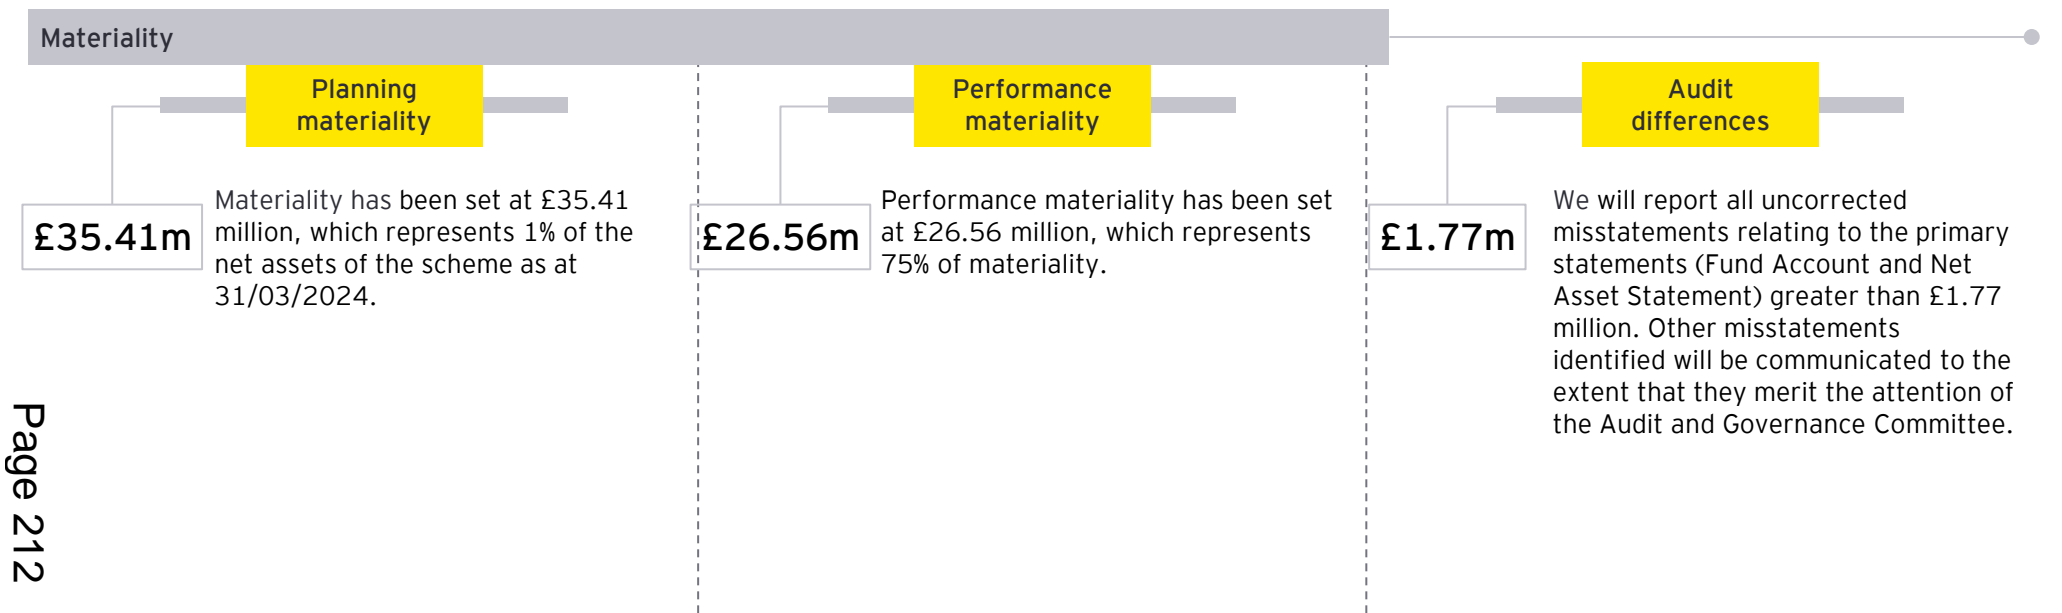 Materiality
Planning
materiality
£35.41m
Materiality has been set at £35.41
million, which represents 1% of the
net assets of the scheme as at
31/03/2024.
Performance
materiality
£26.56m
Performance materiality has been set
at £26.56 million, which represents
75% of materiality.
Audit
differences
£1.77m
We will report all uncorrected
misstatements relating to the primary
statements (Fund Account and Net
Asset Statement) greater than £1.77
million. Other misstatements
identified will be communicated to the
extent that they merit the attention of
the Audit and Governance Committee.
Page 212